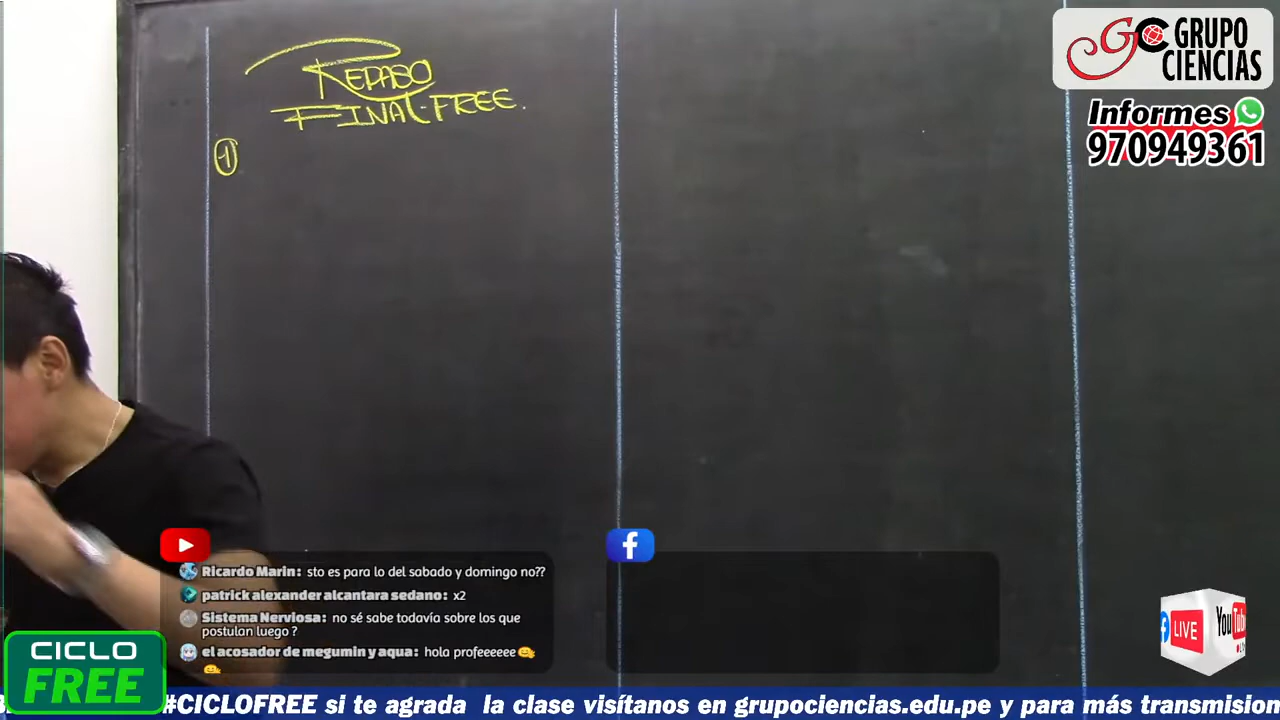 REPASO
FINAL-FREE.
1
GC GRUPO
CIENCIAS
Informes
970949361
Ricardo Marin: sto es para lo del sabado y domingo no??
patrick alexander alcantara sedano: x2
Sistema Nerviosa: no sé sabe todavía sobre los que
postulan luego ?
el acosador de megumin y aqua: hola profeeeeee
f
CICLO
FREE
f LIVE
YouTube
#CICLOFREE si te agrada la clase visítanos en grupociencias.edu.pe y para más transmision